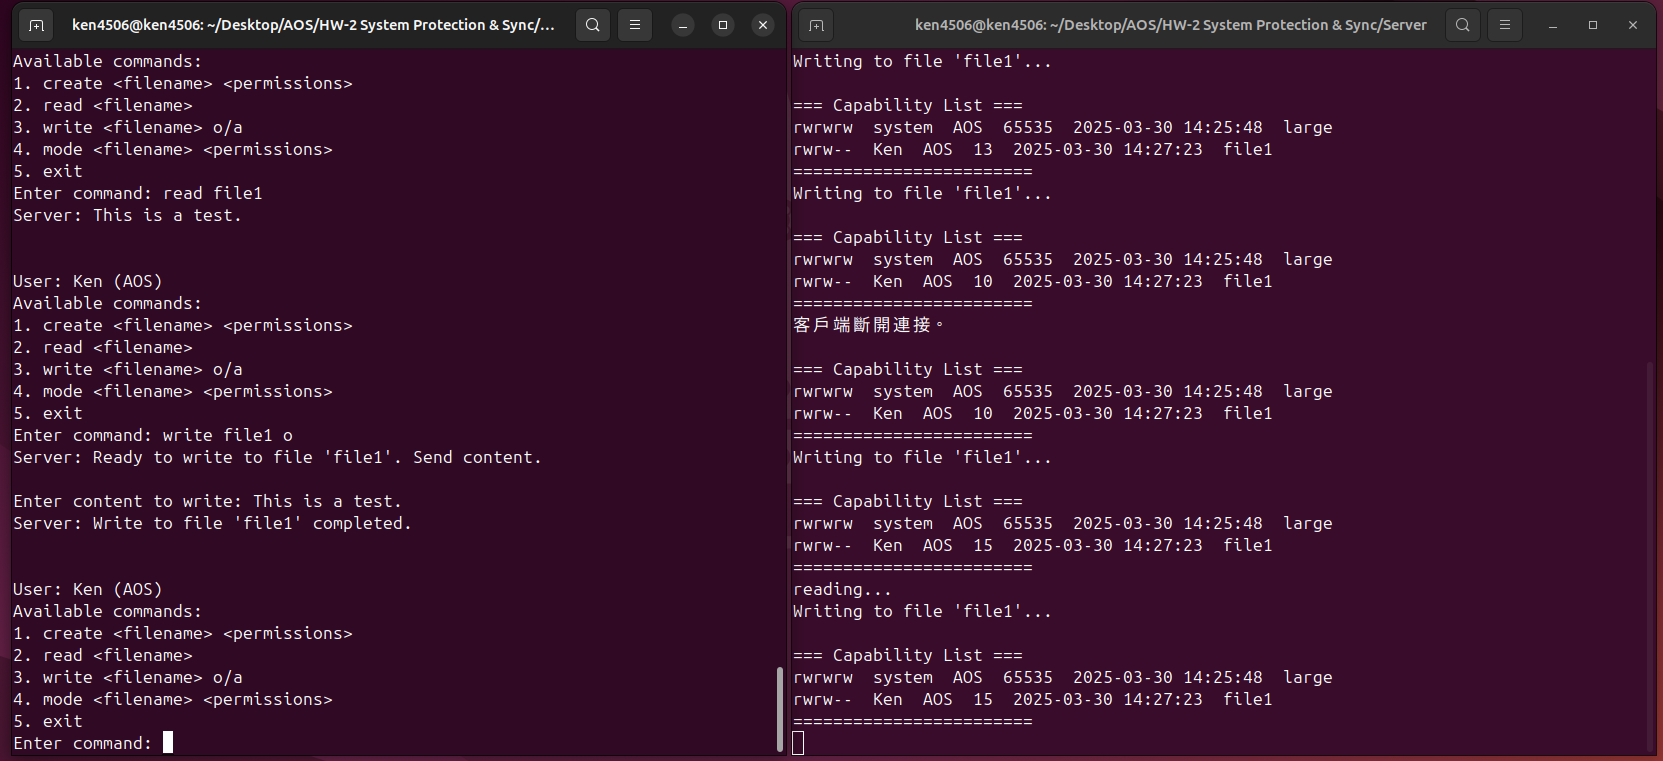 ken4506@ken4506: ~/Desktop/AOS/HW-2 System Protection & Sync/...
Available commands:
1. create <filename> <permissions>
2. read <filename>
3. write <filename> o/a
4. mode <filename> <permissions>
5. exit
Enter command: read file1
Server: This is a test.
User: Ken (AOS)
Available commands:
1. create <filename> <permissions>
2. read <filename>
3. write <filename> o/a
4. mode <filename> <permissions>
5. exit
Enter command: write file1 o
Server: Ready to write to file 'file1'. Send content.
Enter content to write: This is a test.
Server: Write to file 'file1' completed.
User: Ken (AOS)
Available commands:
1. create <filename> <permissions>
2. read <filename>
3. write <filename> o/a
4. mode <filename> <permissions>
5. exit
Enter command:
ken4506@ken4506: ~/Desktop/AOS/HW-2 System Protection & Sync/Server
Writing to file 'file1'...
=== Capability List ===
rwrwrw  system  AOS  65535  2025-03-30 14:25:48  large
rwrw--  Ken  AOS  13  2025-03-30 14:27:23  file1
========================
Writing to file 'file1'...
=== Capability List ===
rwrwrw  system  AOS  65535  2025-03-30 14:25:48  large
rwrw--  Ken  AOS  10  2025-03-30 14:27:23  file1
========================
客戶端斷開連接。
=== Capability List ===
rwrwrw  system  AOS  65535  2025-03-30 14:25:48  large
rwrw--  Ken  AOS  10  2025-03-30 14:27:23  file1
========================
Writing to file 'file1'...
=== Capability List ===
rwrwrw  system  AOS  65535  2025-03-30 14:25:48  large
rwrw--  Ken  AOS  15  2025-03-30 14:27:23  file1
========================
reading...
Writing to file 'file1'...
=== Capability List ===
rwrwrw  system  AOS  65535  2025-03-30 14:25:48  large
rwrw--  Ken  AOS  15  2025-03-30 14:27:23  file1
========================